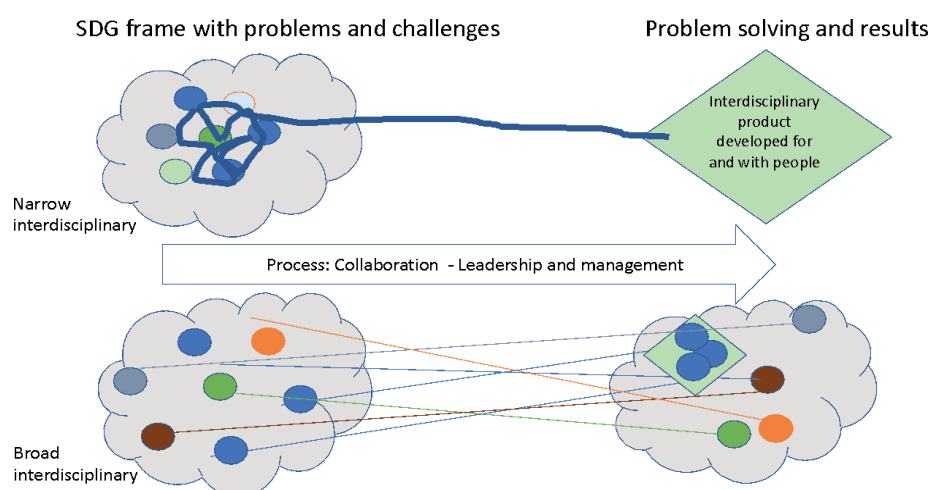 SDG frame with problems and challenges
Problem solving and results
Interdisciplinary
product
developed for
and with people
Narrow
interdisciplinary
Process: Collaboration - Leadership and management
Broad
interdisciplinary